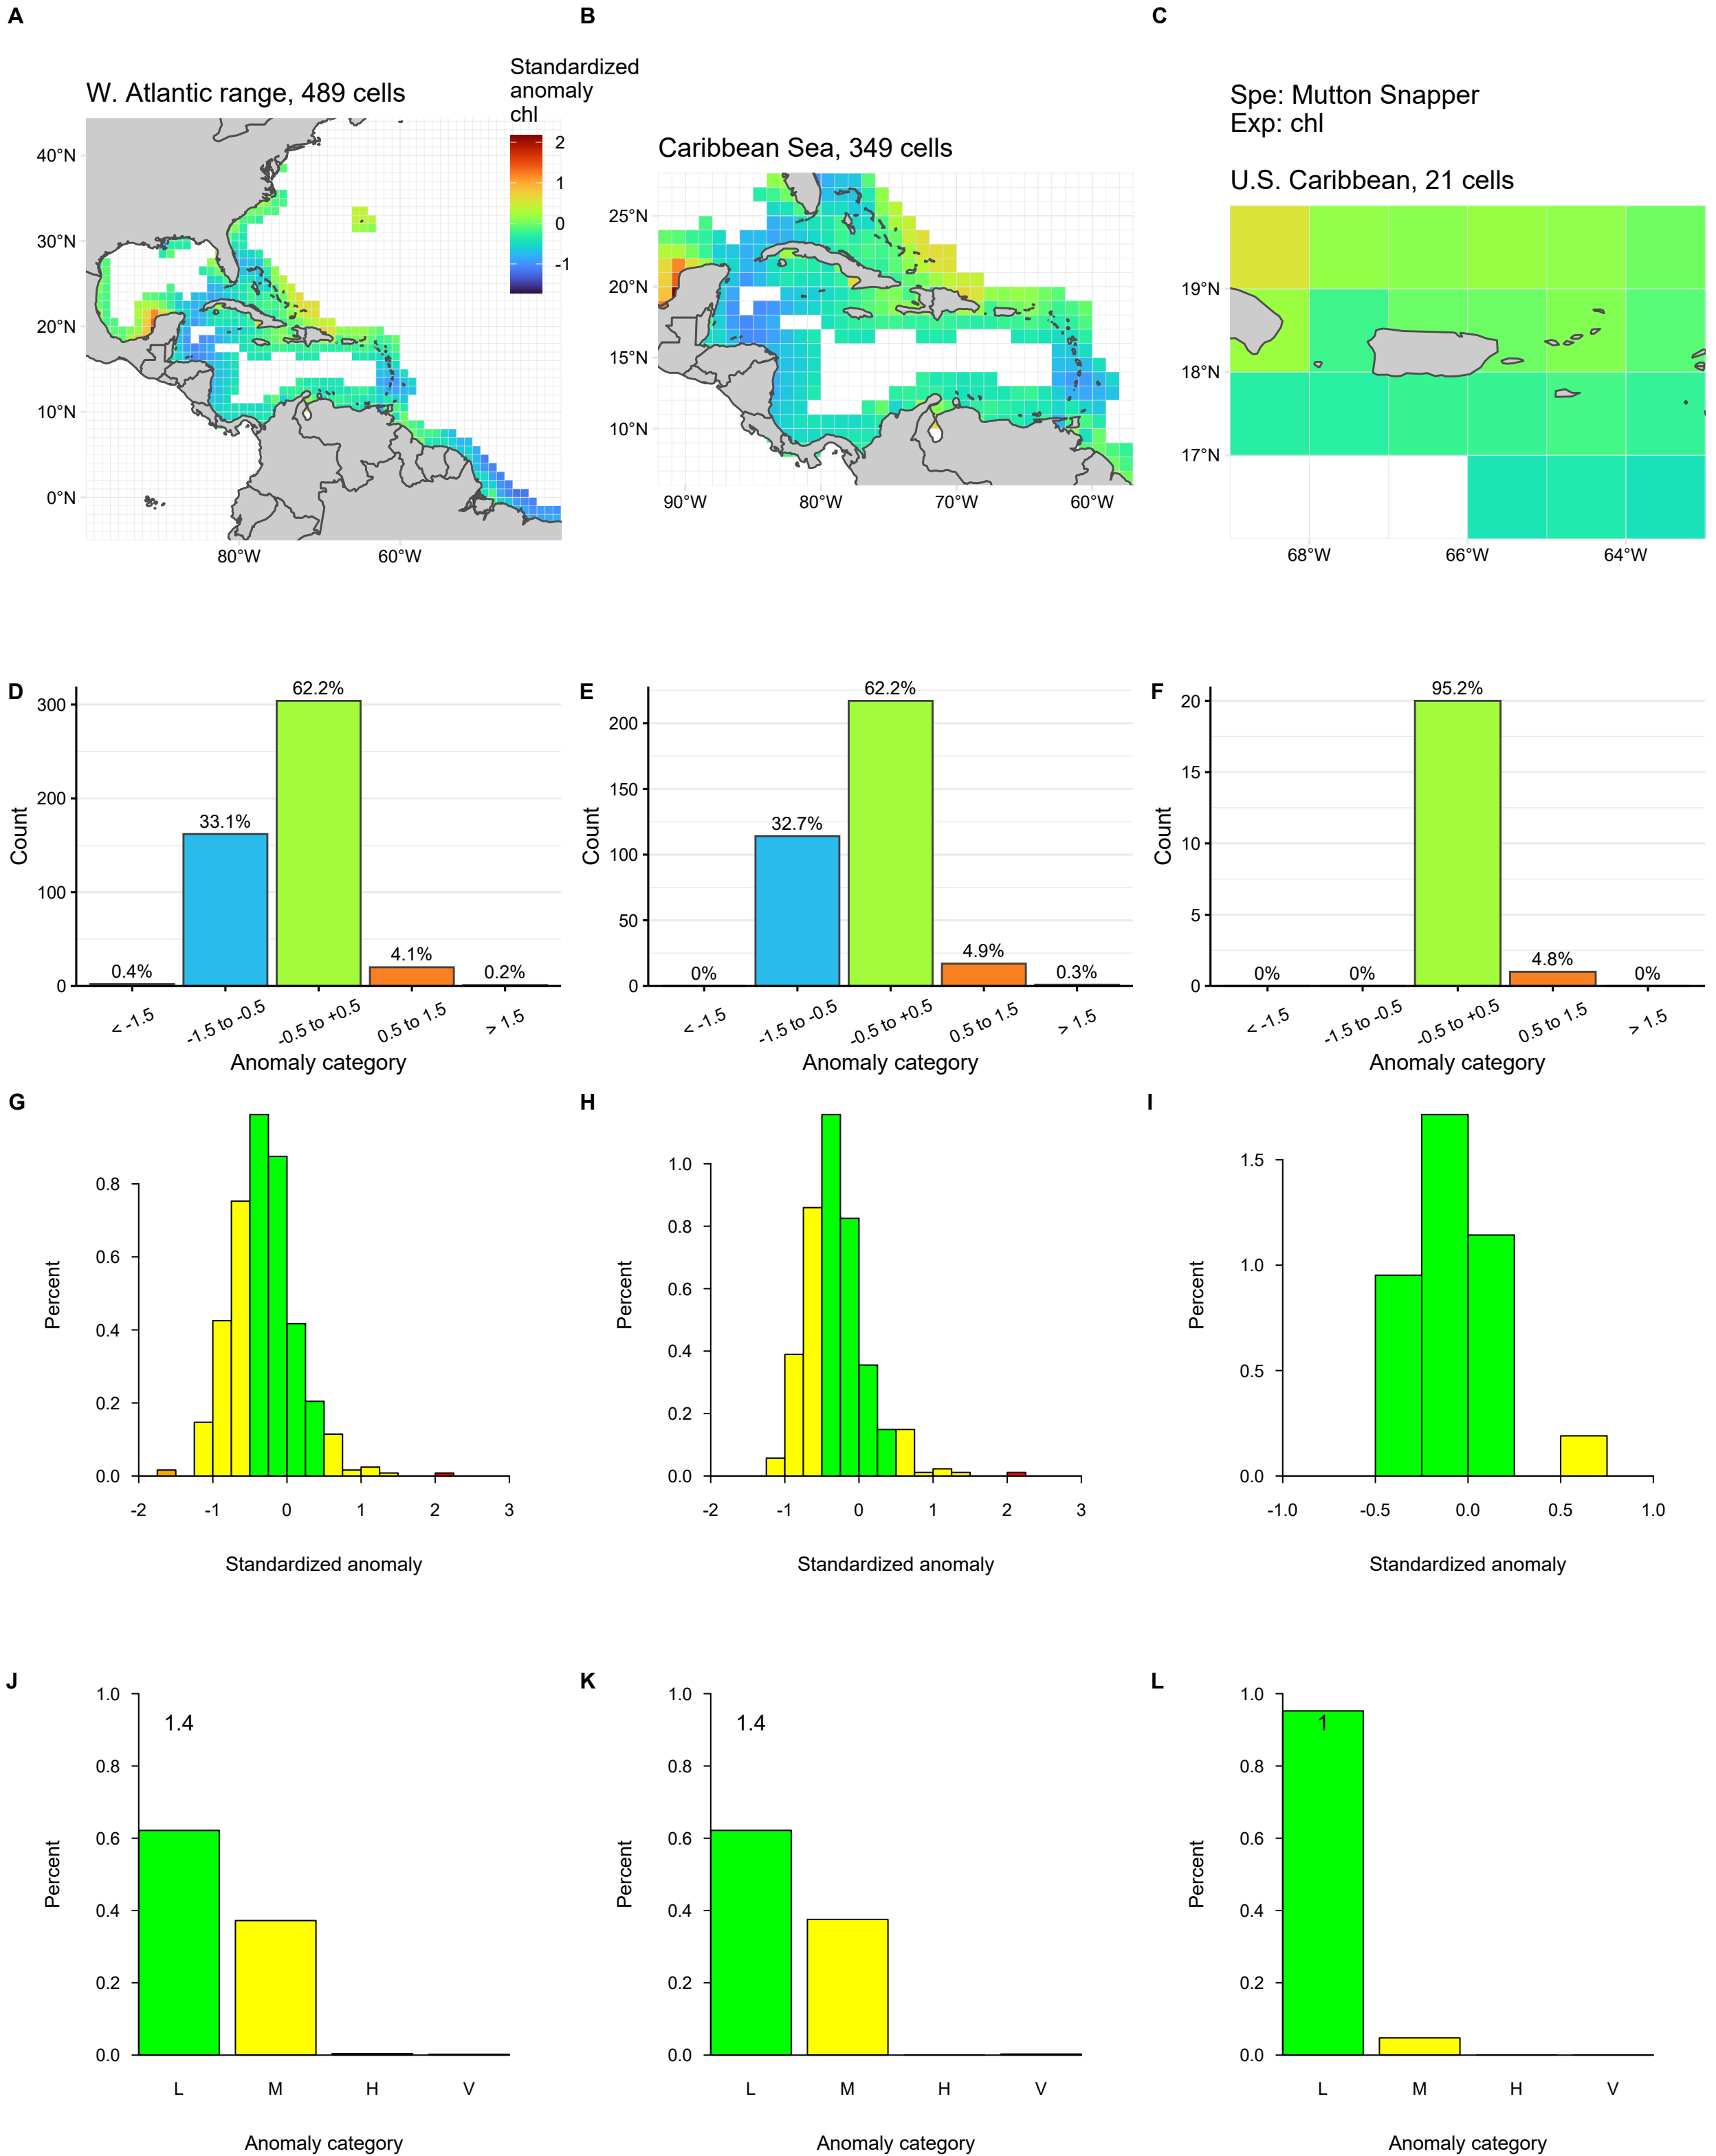 A
B
C
Standardized
anomaly
chl
2
1
0
-1
W. Atlantic range, 489 cells
40°N
30°N
20°N
10°N
0°N
80°W
60°W
Caribbean Sea, 349 cells
25°N
20°N
15°N
10°N
90°W
80°W
70°W
60°W
Spe: Mutton Snapper
Exp: chl
U.S. Caribbean, 21 cells
19°N
18°N
17°N
68°W
66°W
64°W
D
Count
300
200
100
0
0.4%
33.1%
62.2%
4.1%
0.2%
< -1.5
-1.5 to -0.5
-0.5 to +0.5
0.5 to 1.5
> 1.5
Anomaly category
E
Count
200
150
100
50
0
0%
32.7%
62.2%
4.9%
0.3%
< -1.5
-1.5 to -0.5
-0.5 to +0.5
0.5 to 1.5
> 1.5
Anomaly category
F
Count
20
15
10
5
0
0%
0%
95.2%
4.8%
0%
< -1.5
-1.5 to -0.5
-0.5 to +0.5
0.5 to 1.5
> 1.5
Anomaly category
G
Percent
0.8
0.6
0.4
0.2
0.0
-2
-1
0
1
2
3
Standardized anomaly
H
Percent
1.0
0.8
0.6
0.4
0.2
0.0
-2
-1
0
1
2
3
Standardized anomaly
I
Percent
1.5
1.0
0.5
0.0
-1.0
-0.5
0.0
0.5
1.0
Standardized anomaly
J
Percent
1.0
0.8
0.6
0.4
0.2
0.0
1.4
L
M
H
V
Anomaly category
K
Percent
1.0
0.8
0.6
0.4
0.2
0.0
1.4
L
M
H
V
Anomaly category
L
Percent
1.0
0.8
0.6
0.4
0.2
0.0
1
L
M
H
V
Anomaly category